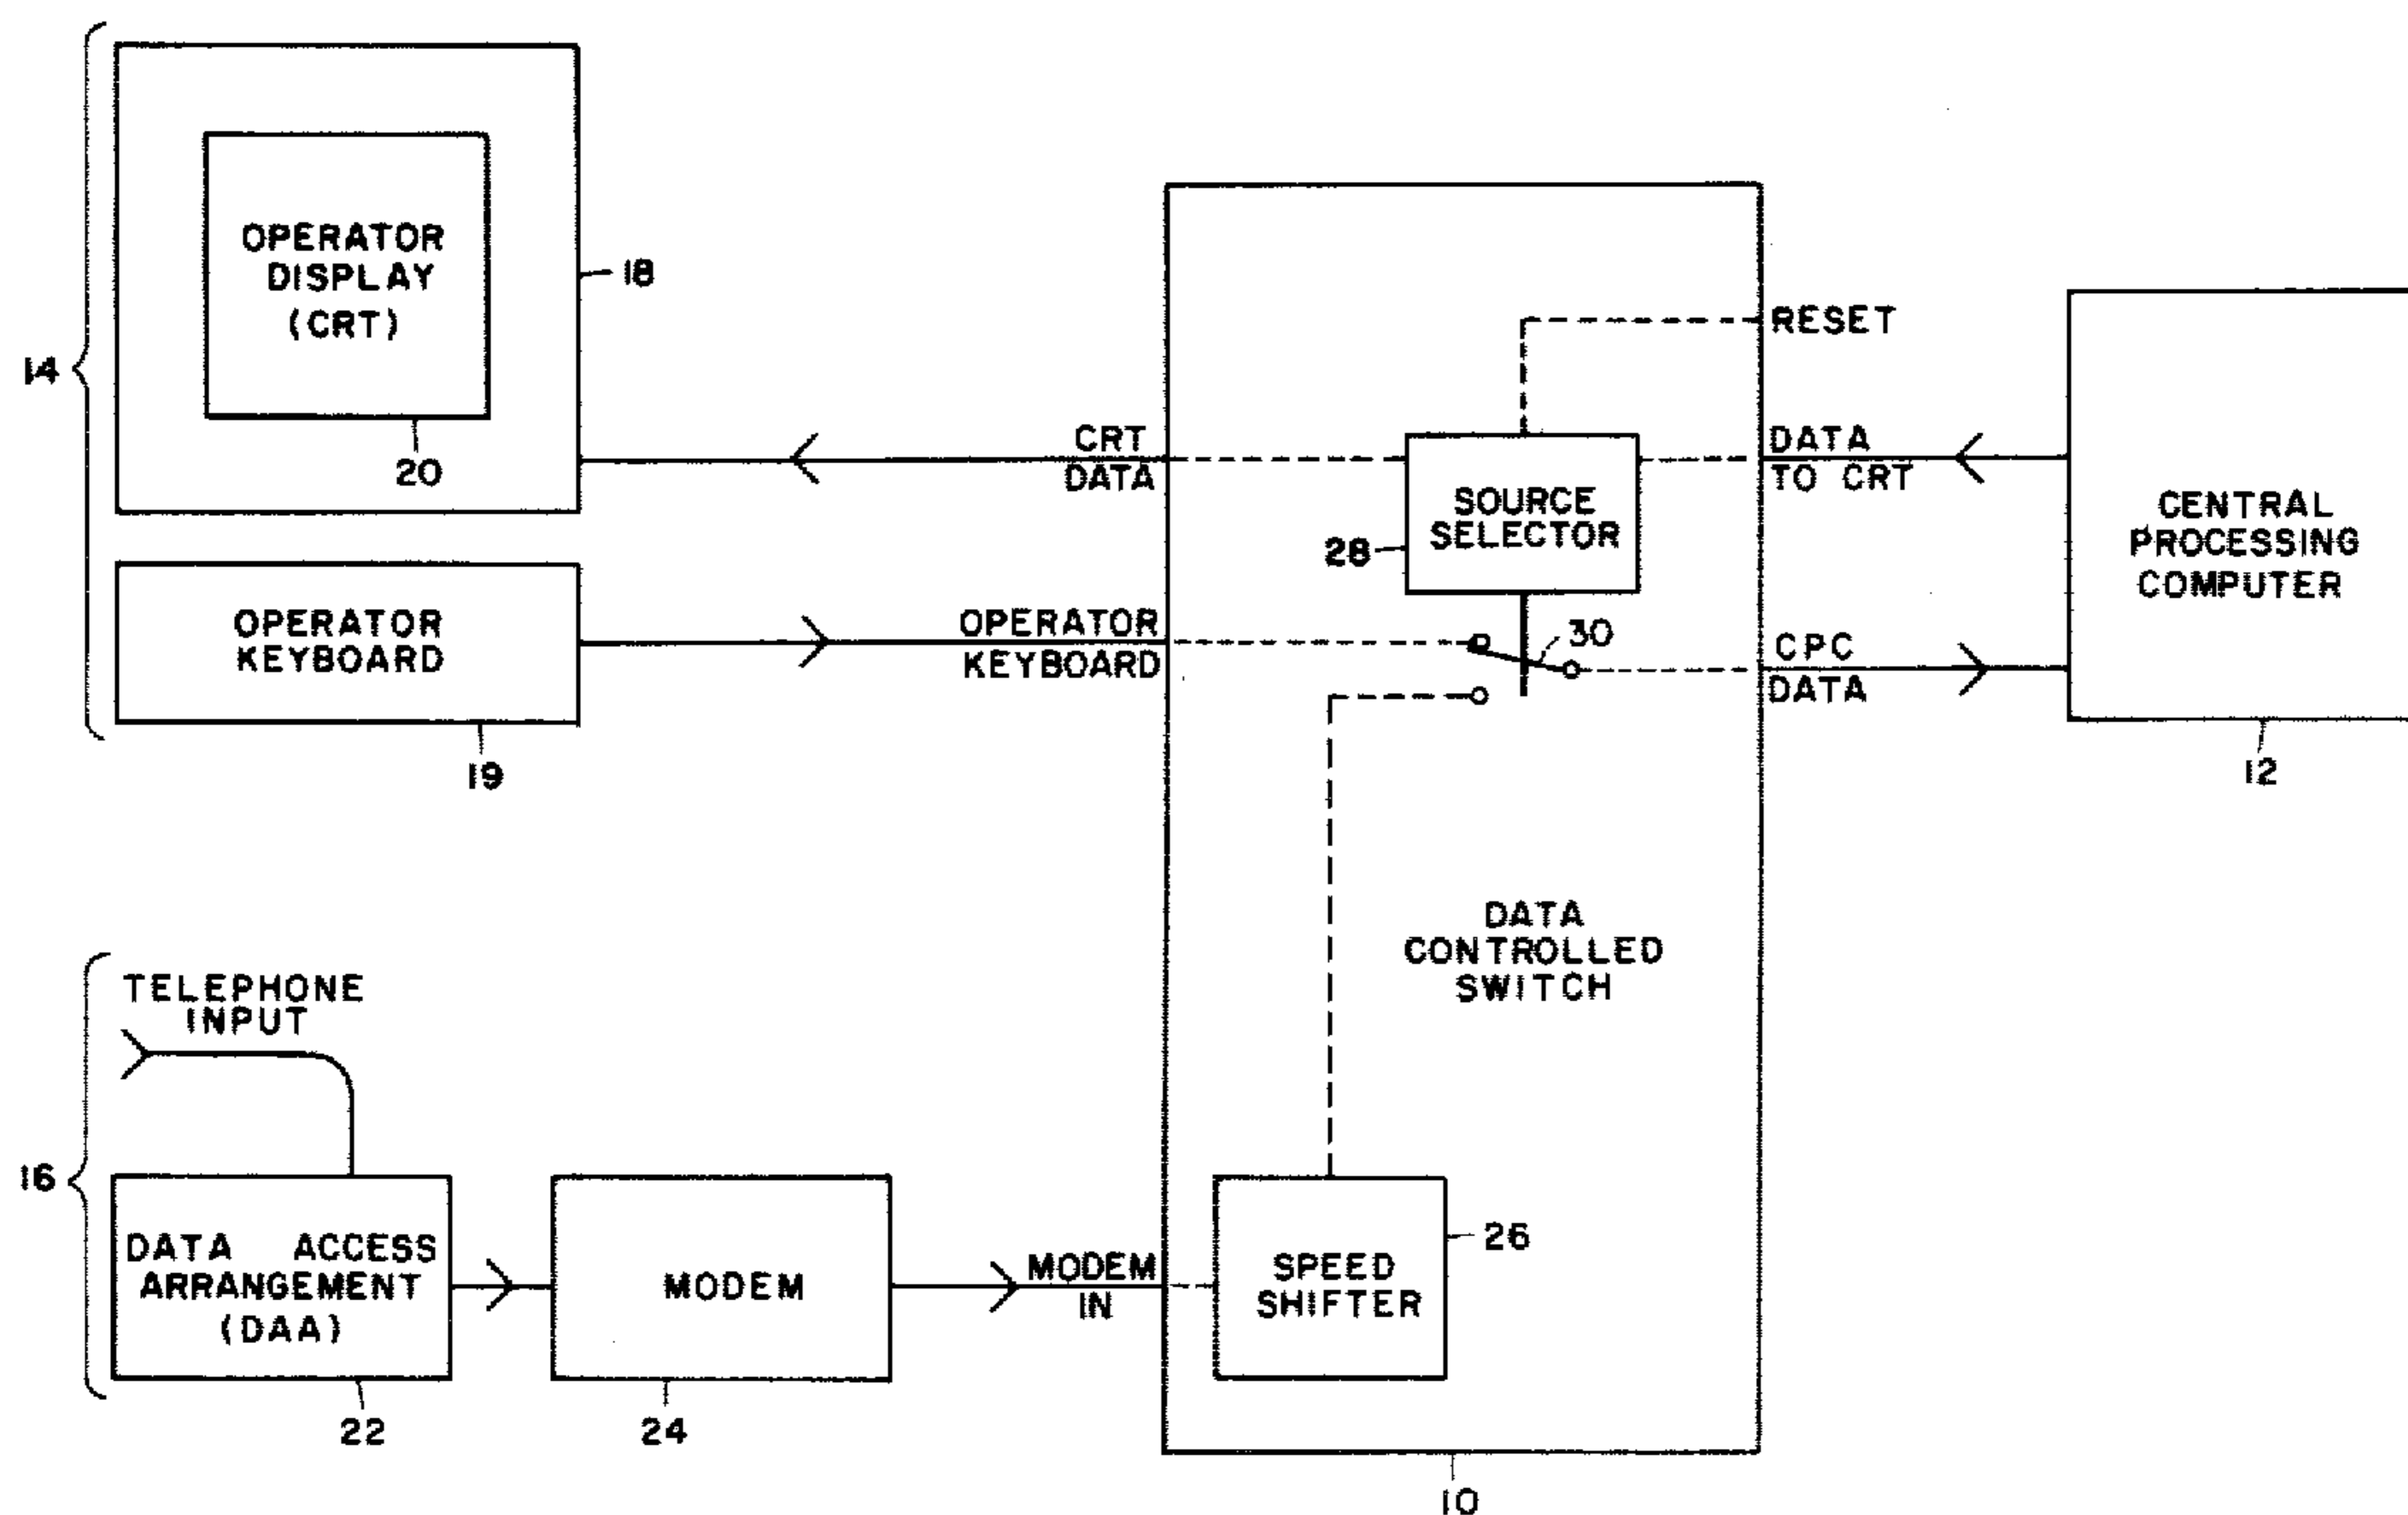 OPERATOR
DISPLAY
(CRT)
18
20
14
OPERATOR
KEYBOARD
19
CRT
DATA
OPERATOR
KEYBOARD
RESET
DATA
TO CRT
SOURCE
SELECTOR
28
30
CPC
DATA
CENTRAL
PROCESSING
COMPUTER
12
DATA
CONTROLLED
SWITCH
TELEPHONE
INPUT
16
DATA ACCESS
ARRANGEMENT
(DAA)
22
MODEM
24
MODEM
IN
SPEED
SHIFTER
26
10